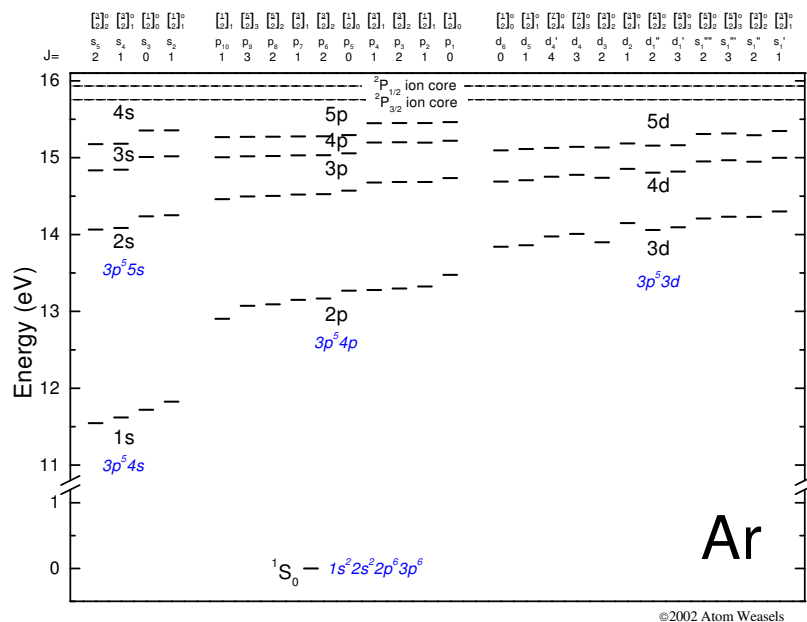 s₅ s₄ s₃ s₂ p₁₀ p₉ p₈ p₇ p₆ p₅ p₄ p₃ p₂ p₁ d₆ d₅ d₄' d₄ d₃ d₂ d₁" d₁' s₁"" s₁"' s₁" s₁'
J= 2 1 0 1 1 3 2 1 2 0 1 2 1 0 0 1 4 3 2 1 2 3 2 3 2 1
16
²P₁/₂ ion core
²P₃/₂ ion core
4s 5p 5d
3s 4p
15
3p
4d
14
2s 3d
3p⁵5s 3p⁵3d
13
2p
3p⁵4p
Energy (eV)
12
1s
3p⁵4s
11
1
Ar
0
¹S₀ 1s²2s²2p⁶3p⁶
©2002 Atom Weasels